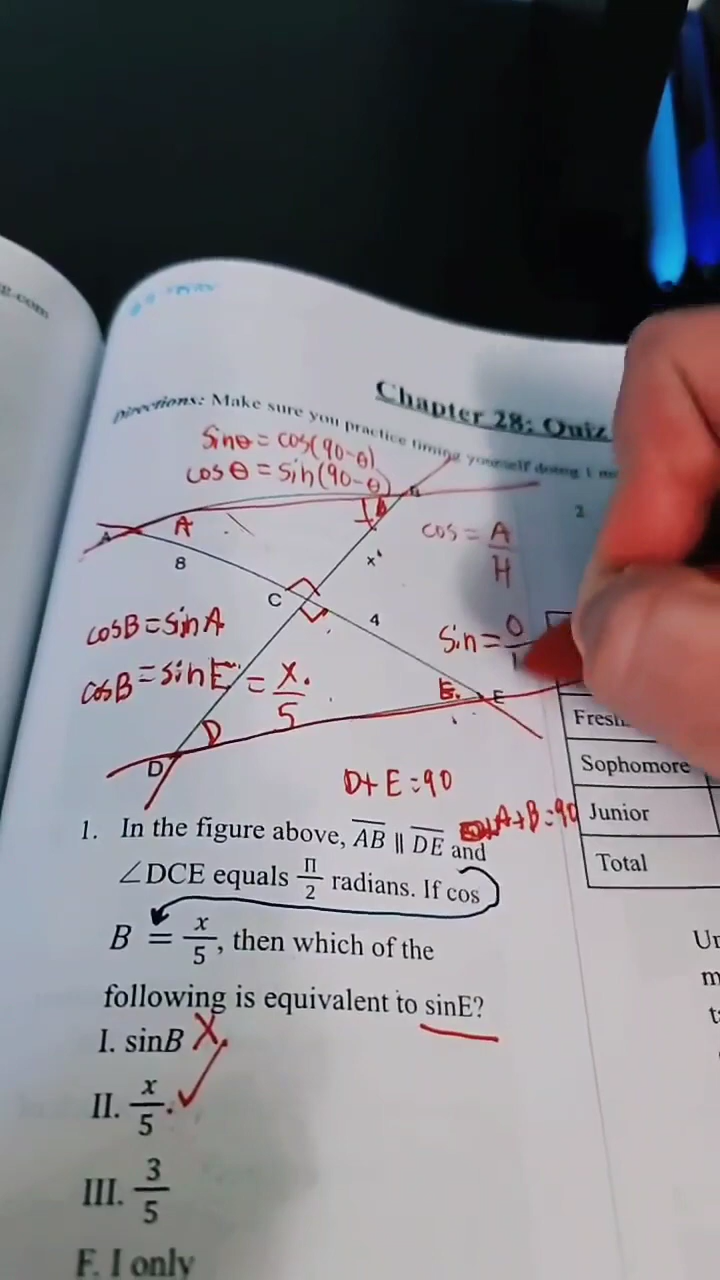 Chapter 28: Quiz
Directions: Make sure you practice timing yourself doing 1
sinθ = cos(90-θ)
cosθ = sin(90-θ)
2
A
A
B
cos = A
H
8
x
C
4
cosB = sinA
sin = O
cosB = sinE = x
5
E
E
D
D
Sophomore
D+E=90
A+B=90
Junior
Total
1. In the figure above, AB ∥ DE and
∠DCE equals π/2 radians. If cos
B = x/5, then which of the
following is equivalent to sinE?
I. sinB X
II. x/5. ✓
III. 3/5
F. I only